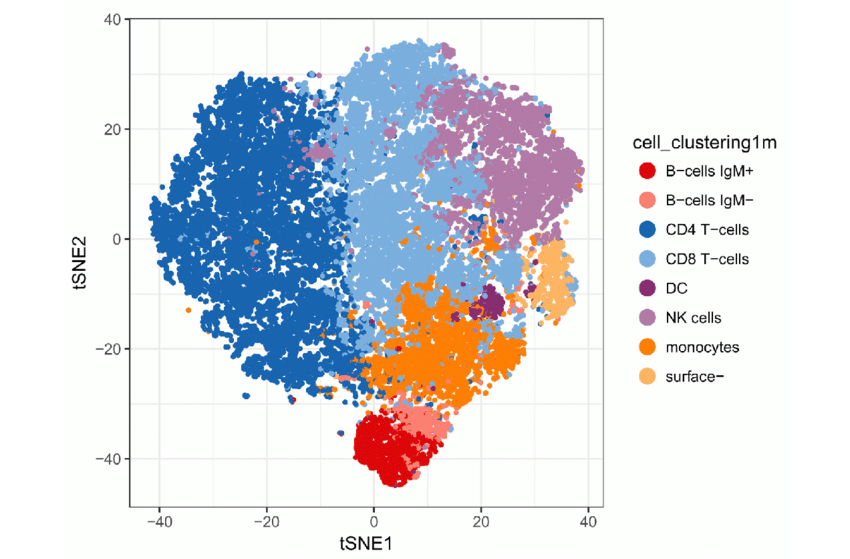 40
20
0
−20
−40
tSNE2
−40 −20 0 20 40
tSNE1
cell_clustering1m
B−cells IgM+
B−cells IgM−
CD4 T−cells
CD8 T−cells
DC
NK cells
monocytes
surface−